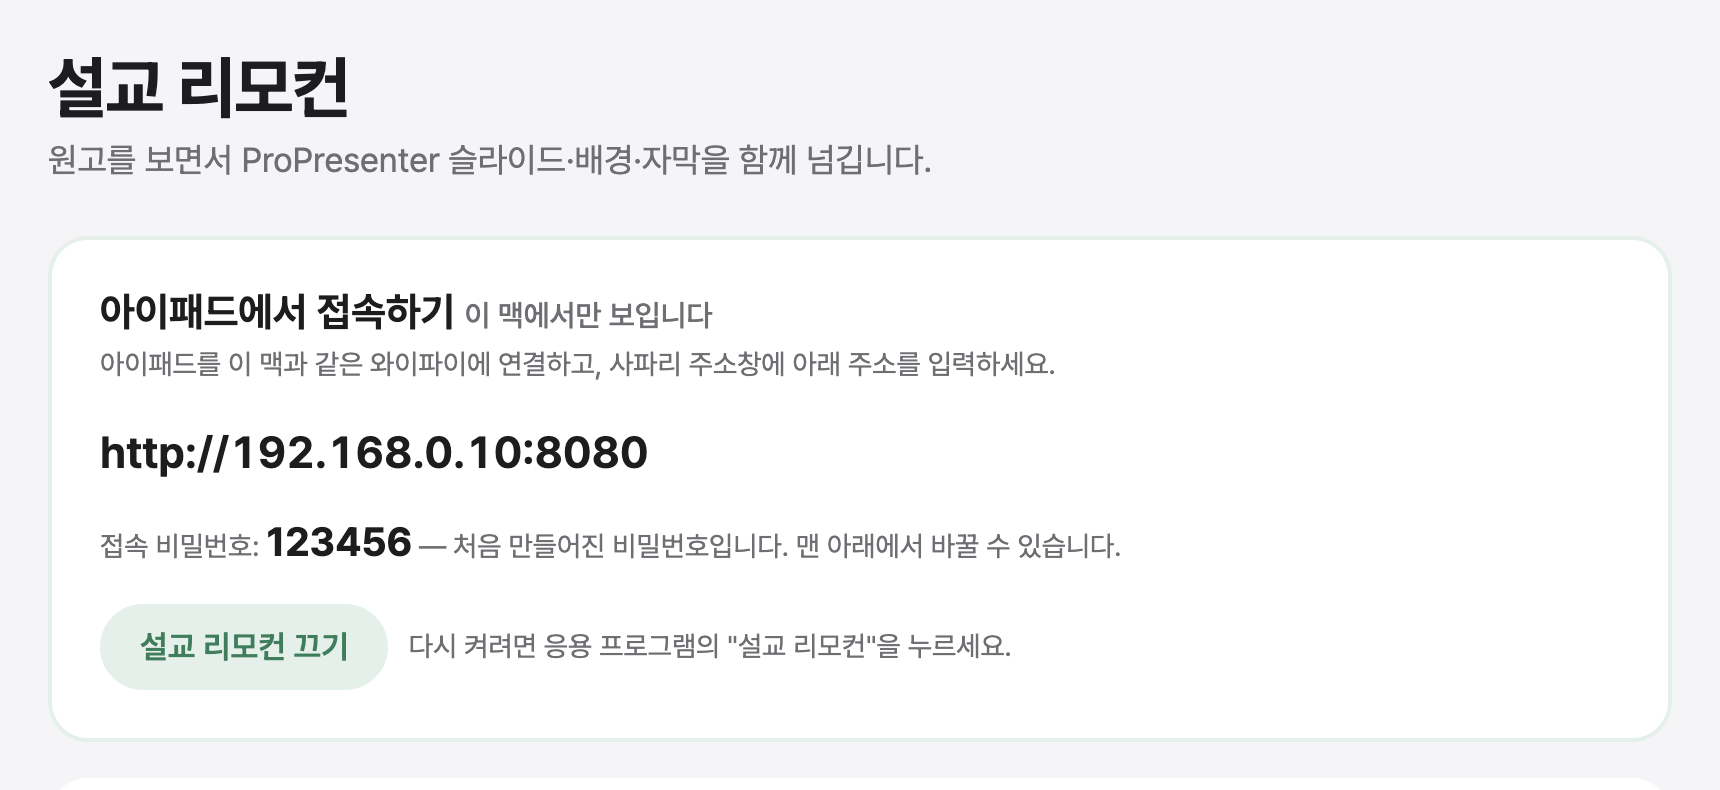 설교 리모컨
원고를 보면서 ProPresenter 슬라이드·배경·자막을 함께 넘깁니다.
아이패드에서 접속하기 이 맥에서만 보입니다
아이패드를 이 맥과 같은 와이파이에 연결하고, 사파리 주소창에 아래 주소를 입력하세요.
http://192.168.0.10:8080
접속 비밀번호: 123456 — 처음 만들어진 비밀번호입니다. 맨 아래에서 바꿀 수 있습니다.
설교 리모컨 끄기 다시 켜려면 응용 프로그램의 "설교 리모컨"을 누르세요.